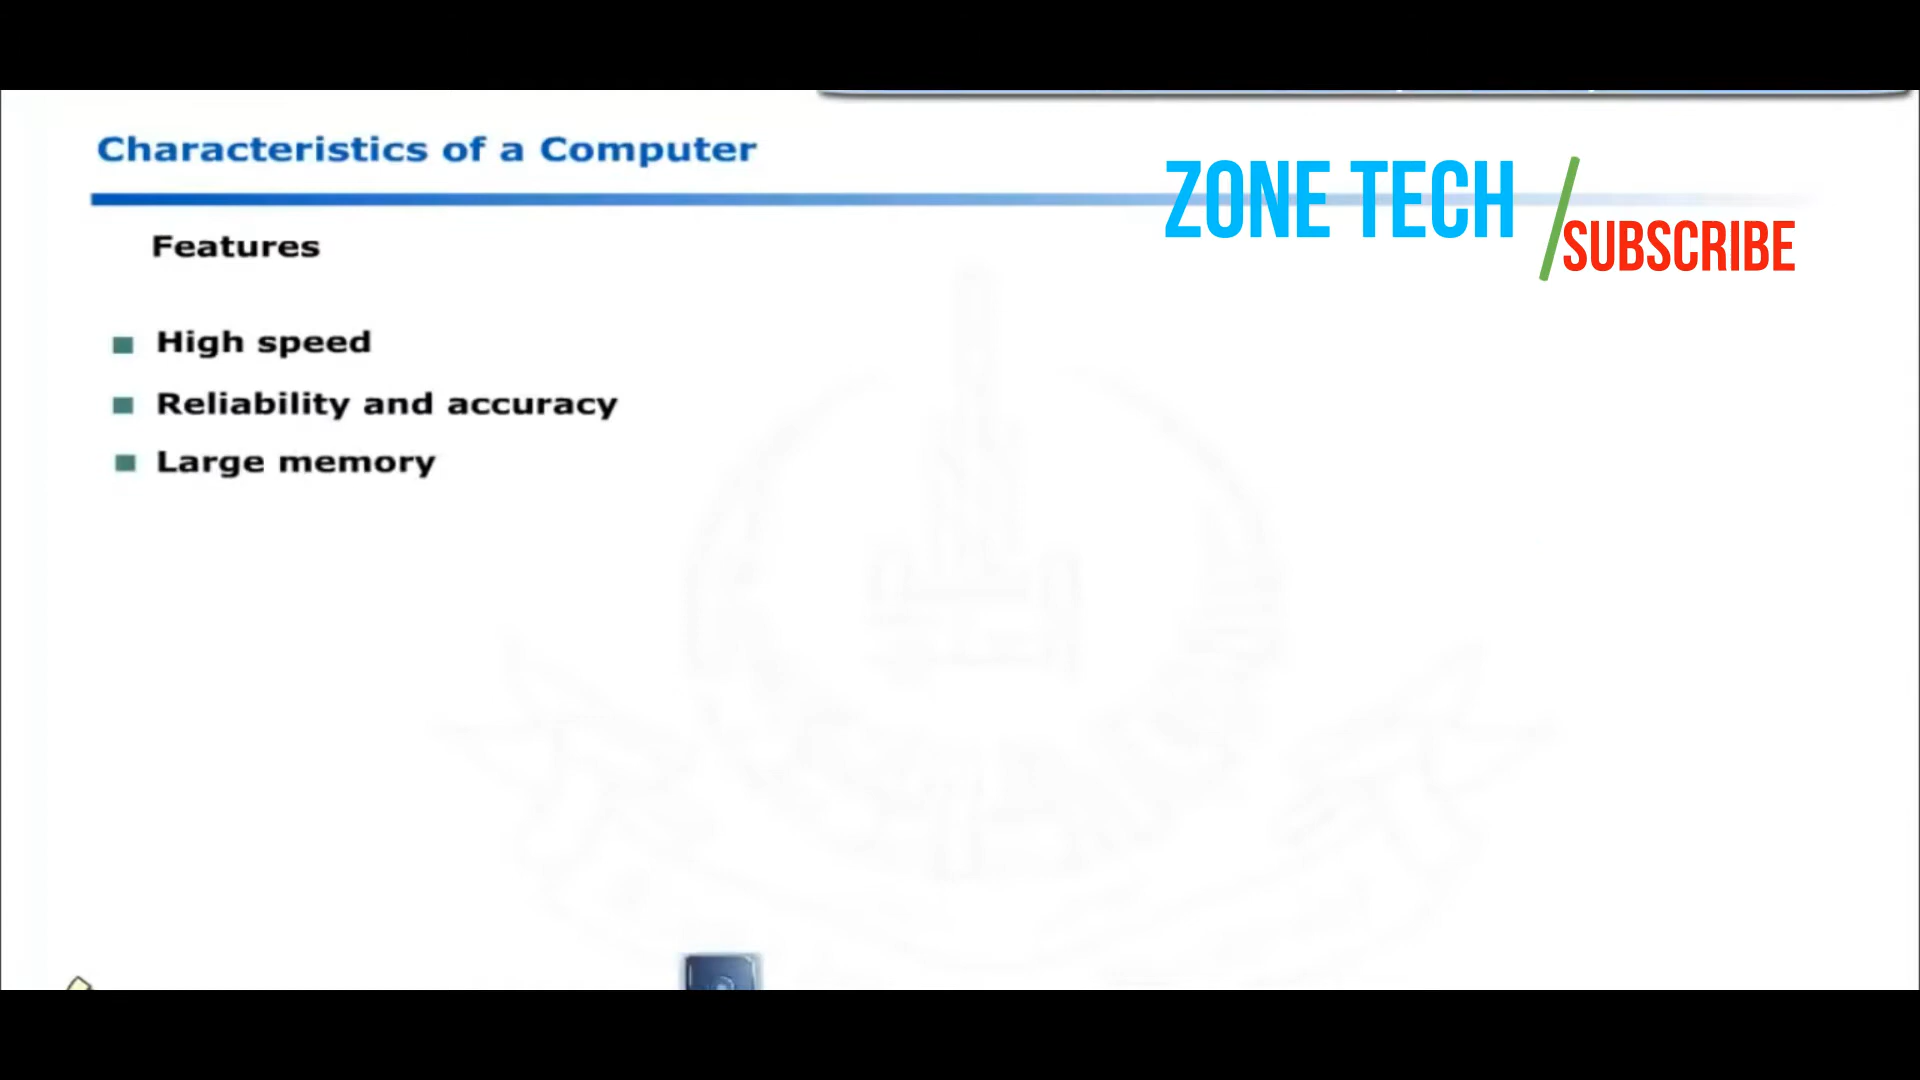 Characteristics of a Computer
ZONE TECH
SUBSCRIBE
Features
High speed
Reliability and accuracy
Large memory